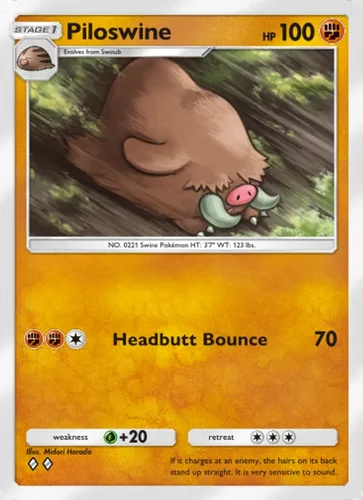 STAGE 1
Piloswine
HP 100
Evolves from Swinub
NO. 0221 Swine Pokémon HT: 3'7" WT: 123 lbs.
Headbutt Bounce 70
weakness +20
retreat
Illus. Midori Harada
If it charges at an enemy, the hairs on its back
stand up straight. It is very sensitive to sound.